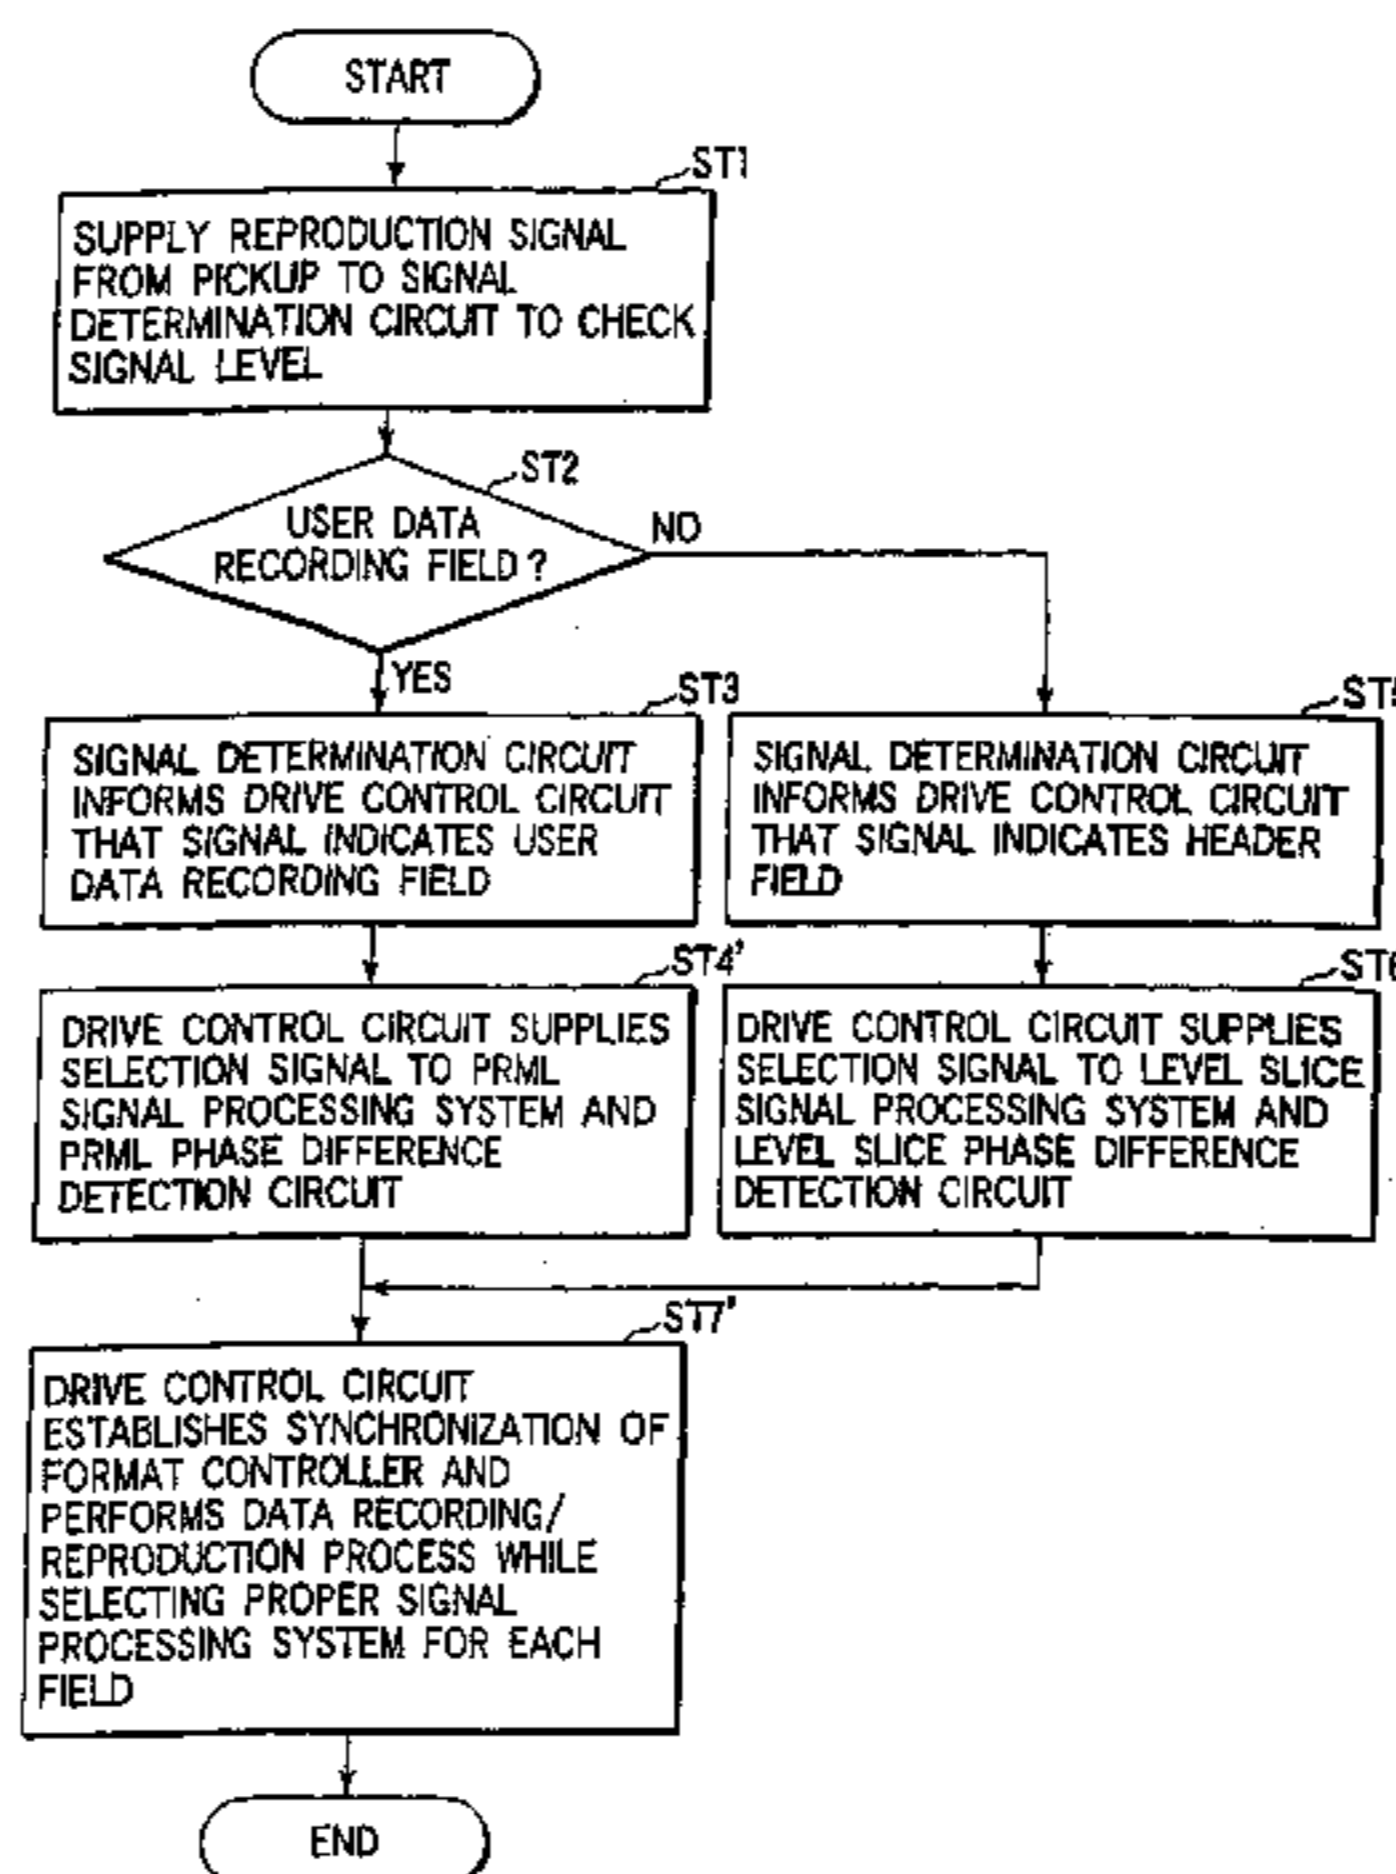 START
ST1
SUPPLY REPRODUCTION SIGNAL
FROM PICKUP TO SIGNAL
DETERMINATION CIRCUIT TO CHECK
SIGNAL LEVEL
ST2
USER DATA
RECORDING FIELD?
NO
YES
ST3
SIGNAL DETERMINATION CIRCUIT
INFORMS DRIVE CONTROL CIRCUIT
THAT SIGNAL INDICATES USER
DATA RECORDING FIELD
SIGNAL DETERMINATION CIRCUIT
INFORMS DRIVE CONTROL CIRCUIT
THAT SIGNAL INDICATES HEADER
FIELD
ST4'
DRIVE CONTROL CIRCUIT SUPPLIES
SELECTION SIGNAL TO PRML
SIGNAL PROCESSING SYSTEM AND
PRML PHASE DIFFERENCE
DETECTION CIRCUIT
DRIVE CONTROL CIRCUIT SUPPLIES
SELECTION SIGNAL TO LEVEL SLICE
SIGNAL PROCESSING SYSTEM AND
LEVEL SLICE PHASE DIFFERENCE
DETECTION CIRCUIT
ST7'
DRIVE CONTROL CIRCUIT
ESTABLISHES SYNCHRONIZATION OF
FORMAT CONTROLLER AND
PERFORMS DATA RECORDING/
REPRODUCTION PROCESS WHILE
SELECTING PROPER SIGNAL
PROCESSING SYSTEM FOR EACH
FIELD
END